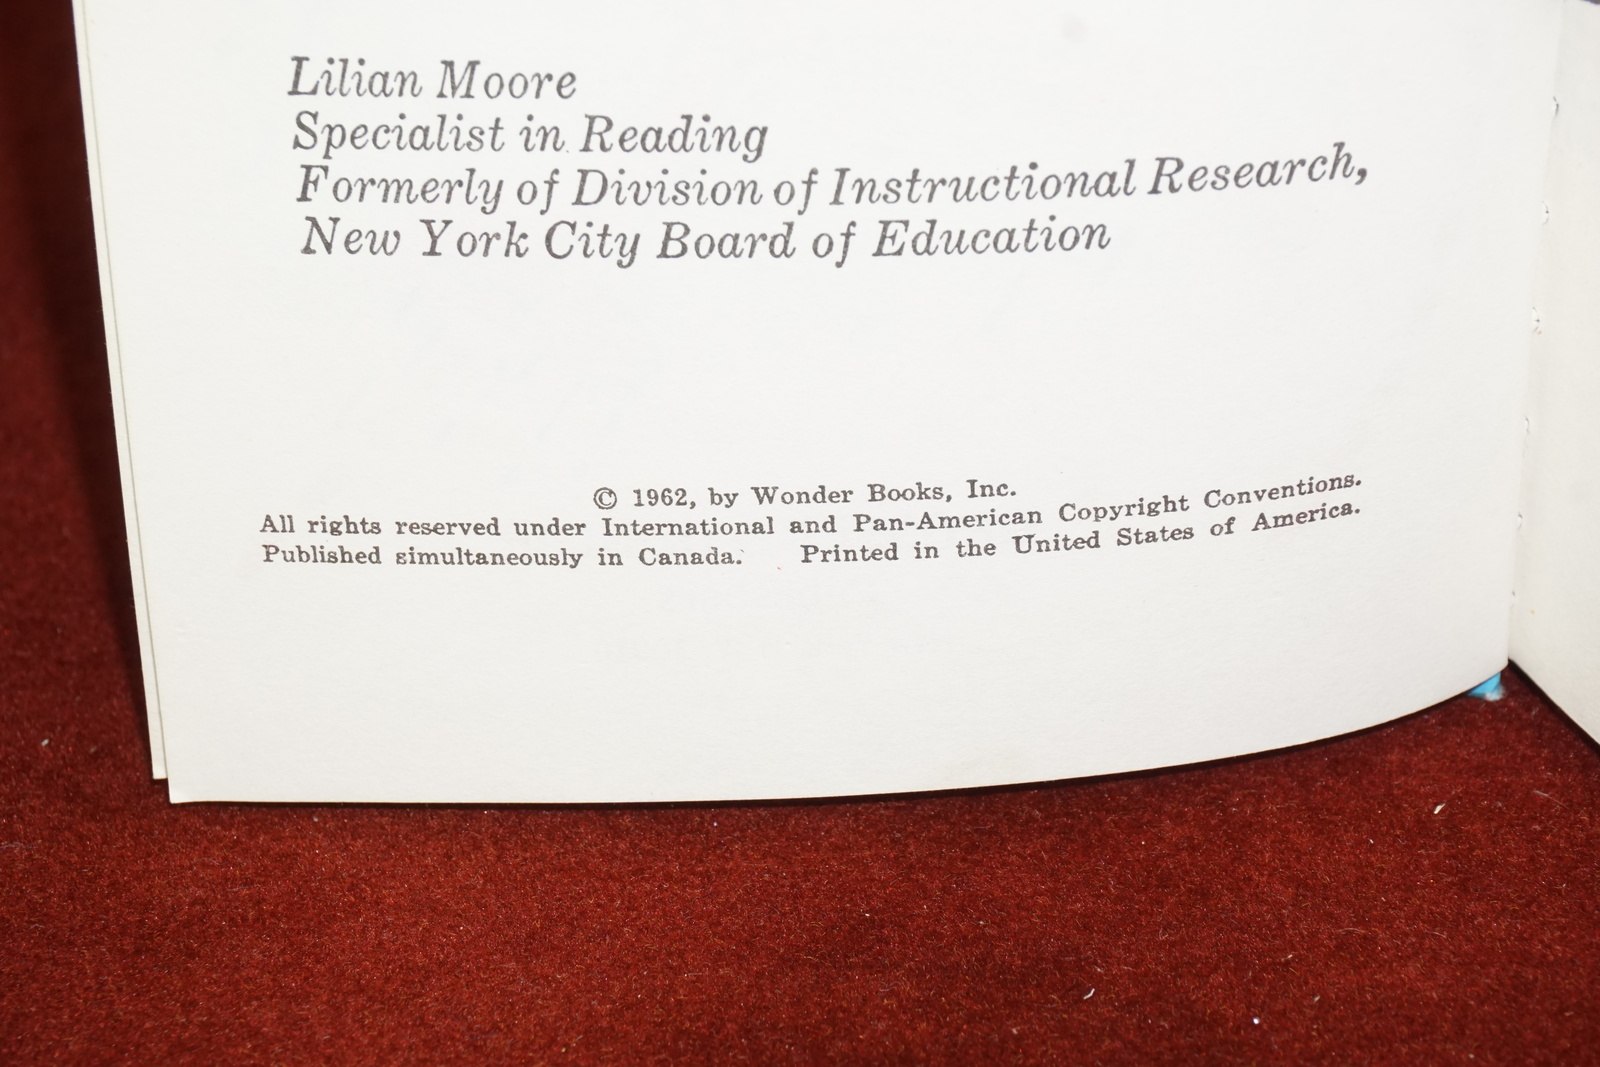 Lilian Moore
Specialist in Reading
Formerly of Division of Instructional Research,
New York City Board of Education
© 1962, by Wonder Books, Inc.
All rights reserved under International and Pan-American Copyright Conventions.
Published simultaneously in Canada. Printed in the United States of America.